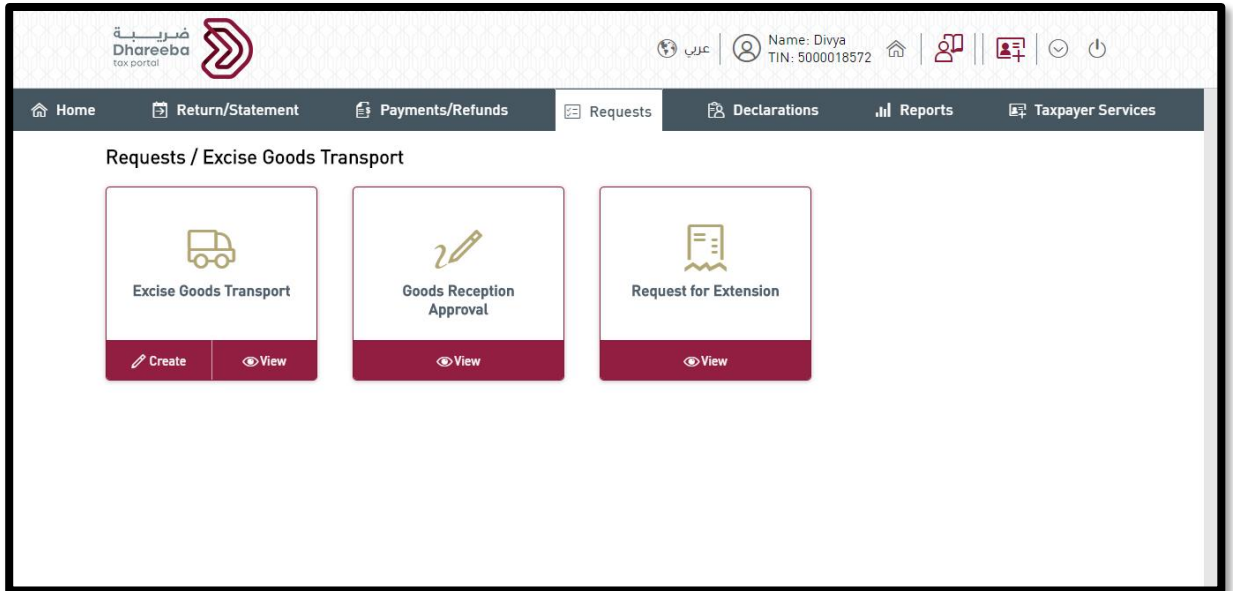 ضريبة
Dhareeba
tax portal
عربي
Name: Divya
TIN: 5000018572
Home
Return/Statement
Payments/Refunds
Requests
Declarations
Reports
Taxpayer Services
Requests / Excise Goods Transport
Excise Goods Transport
Create
View
Goods Reception
Approval
View
Request for Extension
View